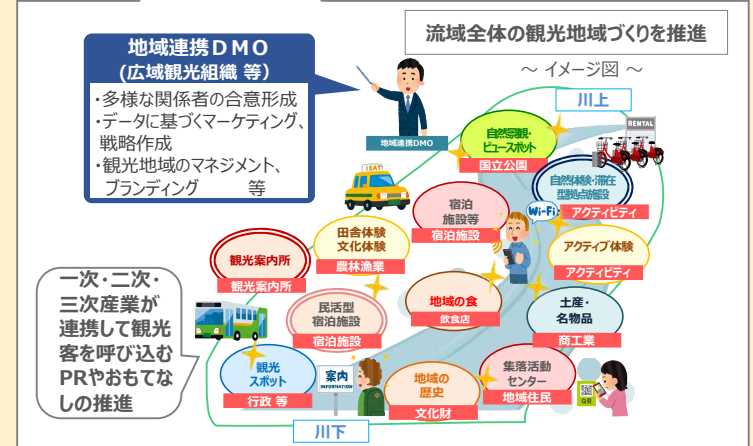 流域全体の観光地域づくりを推進
～ イメージ図 ～
地域連携ＤＭＯ
(広域観光組織 等)
・多様な関係者の合意形成
・データに基づくマーケティング、
戦略作成
・観光地域のマネジメント、
ブランディング　　　等
地域連携DMO
川上
RENTAL
自然景観・
ビュースポット
国立公園
TAXI
自然体験・滞在
型拠点施設
アクティビティ
Wi-Fi
宿泊
施設等
宿泊施設
田舎体験
文化体験
農林漁業
アクティブ体験
アクティビティ
観光案内所
観光案内所
地域の食
飲食店
土産・
名物品
商工業
民活型
宿泊施設
宿泊施設
一次・二次・
三次産業が
連携して観光
客を呼び込む
PRやおもてな
しの推進
観光
スポット
行政 等
案内
INFORMATION
地域の
歴史
文化財
集落活動
センター
地域住民
QR
川下